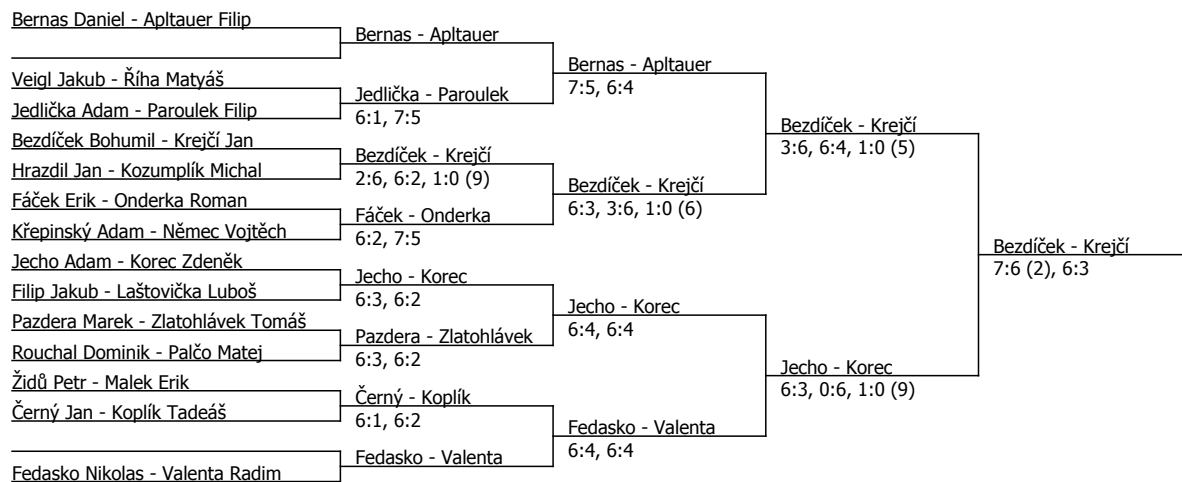 Bernas Daniel - Apltauer Filip
Veigl Jakub - Říha Matyáš
Jedlička Adam - Paroulek Filip
Bezdíček Bohumil - Krejčí Jan
Hrazdil Jan - Kozumplík Michal
Fáček Erik - Onderka Roman
Křepinský Adam - Němec Vojtěch
Jecho Adam - Korec Zdeněk
Filip Jakub - Laštovička Luboš
Pazdera Marek - Zlatohlávek Tomáš
Rouchal Dominik - Palčo Matej
Židů Petr - Malek Erik
Černý Jan - Koplík Tadeáš
Fedasko Nikolas - Valenta Radim
Bernas - Apltauer
Jedlička - Paroulek
6:1, 7:5
Bezdíček - Krejčí
2:6, 6:2, 1:0 (9)
Fáček - Onderka
6:2, 7:5
Jecho - Korec
6:3, 6:2
Pazdera - Zlatohlávek
6:3, 6:2
Černý - Koplík
6:1, 6:2
Fedasko - Valenta
Bernas - Apltauer
7:5, 6:4
Bezdíček - Krejčí
6:3, 3:6, 1:0 (6)
Jecho - Korec
6:4, 6:4
Fedasko - Valenta
6:4, 6:4
Bezdíček - Krejčí
3:6, 6:4, 1:0 (5)
Jecho - Korec
6:3, 0:6, 1:0 (9)
Bezdíček - Krejčí
7:6 (2), 6:3